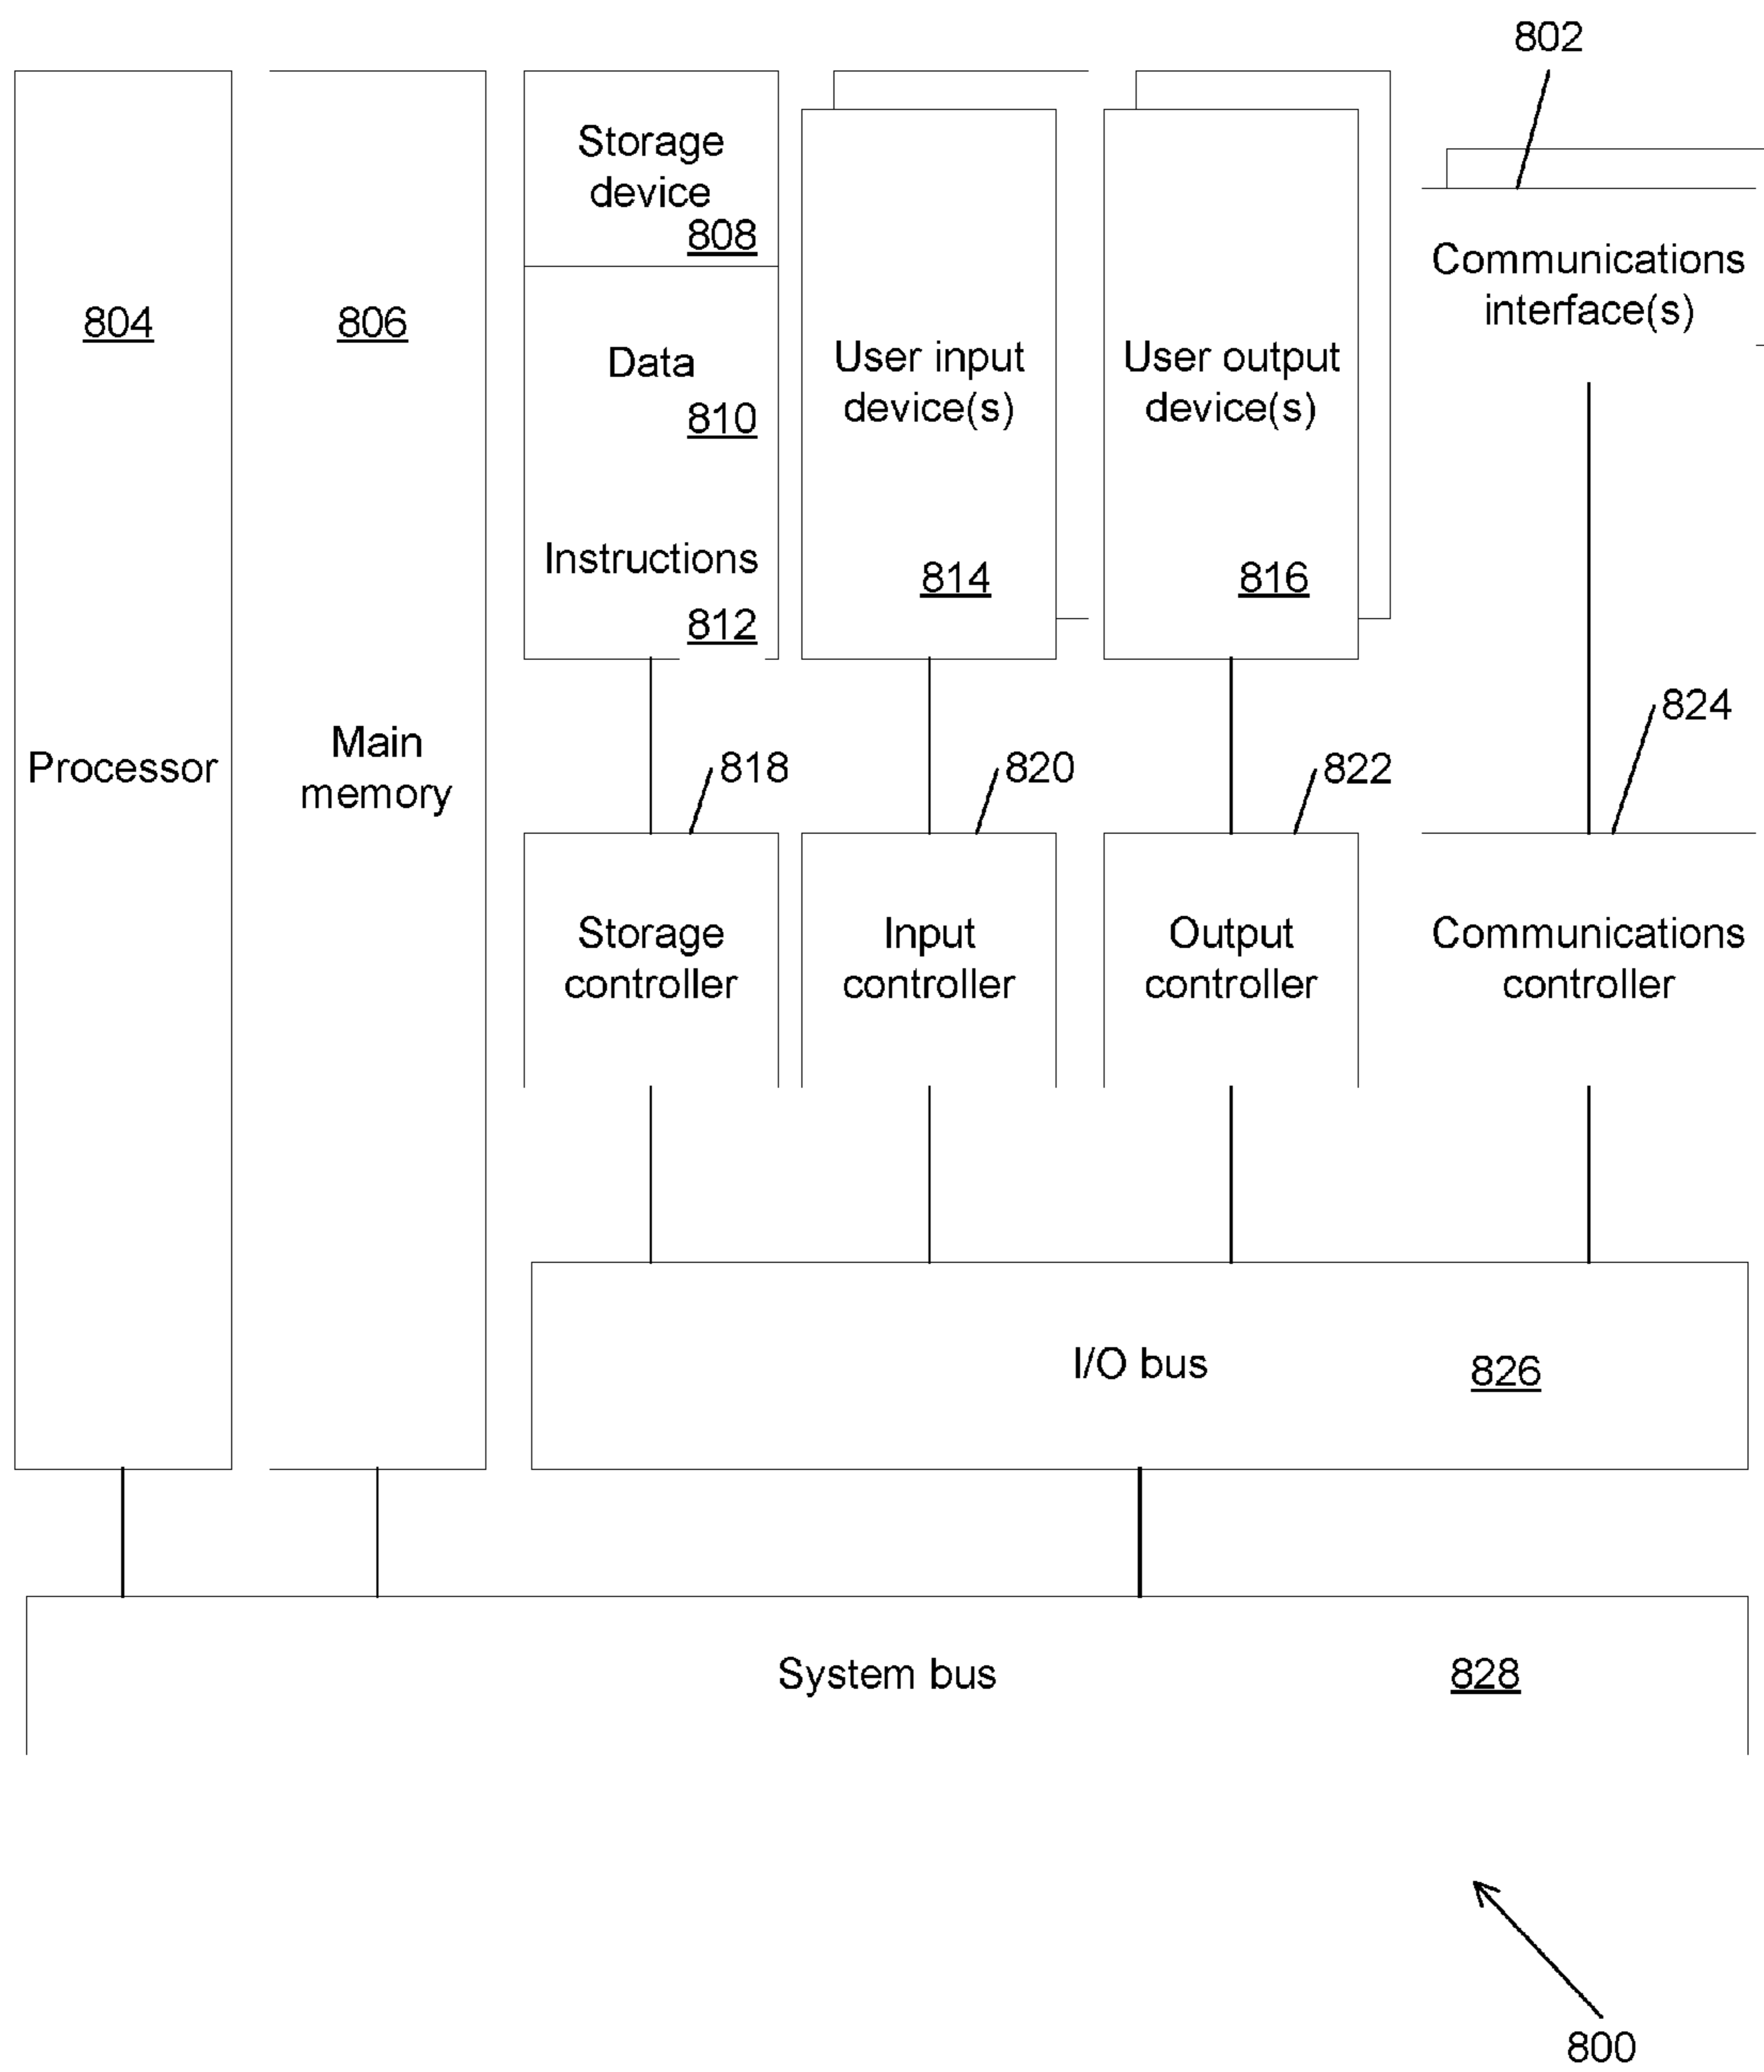 802
804
Processor
806
Main
memory
Storage
device
808
Data
810
Instructions
812
User input
device(s)
814
User output
device(s)
816
Communications
interface(s)
818
820
822
824
Storage
controller
Input
controller
Output
controller
Communications
controller
I/O bus
826
System bus
828
800